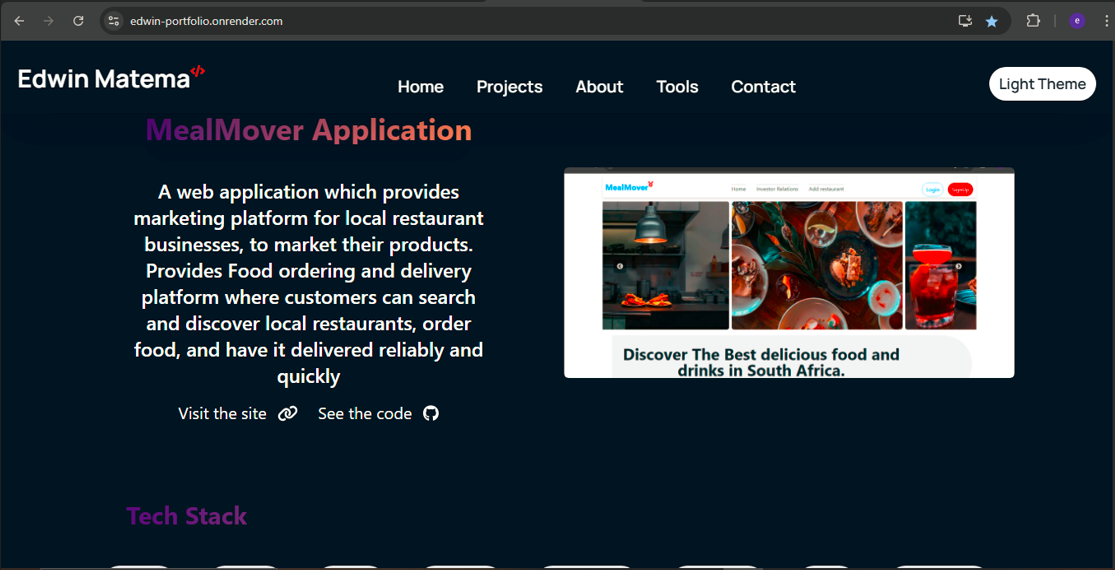 edwin-portfolio.onrender.com
e
Edwin Matema</>
Home Projects About Tools Contact
Light Theme
MealMover Application
A web application which provides
marketing platform for local restaurant
businesses, to market their products.
Provides Food ordering and delivery
platform where customers can search
and discover local restaurants, order
food, and have it delivered reliably and
quickly
Visit the site See the code
MealMover
Home Investor Relations Add restaurant
Login
Discover The Best delicious food and
drinks in South Africa.
Tech Stack